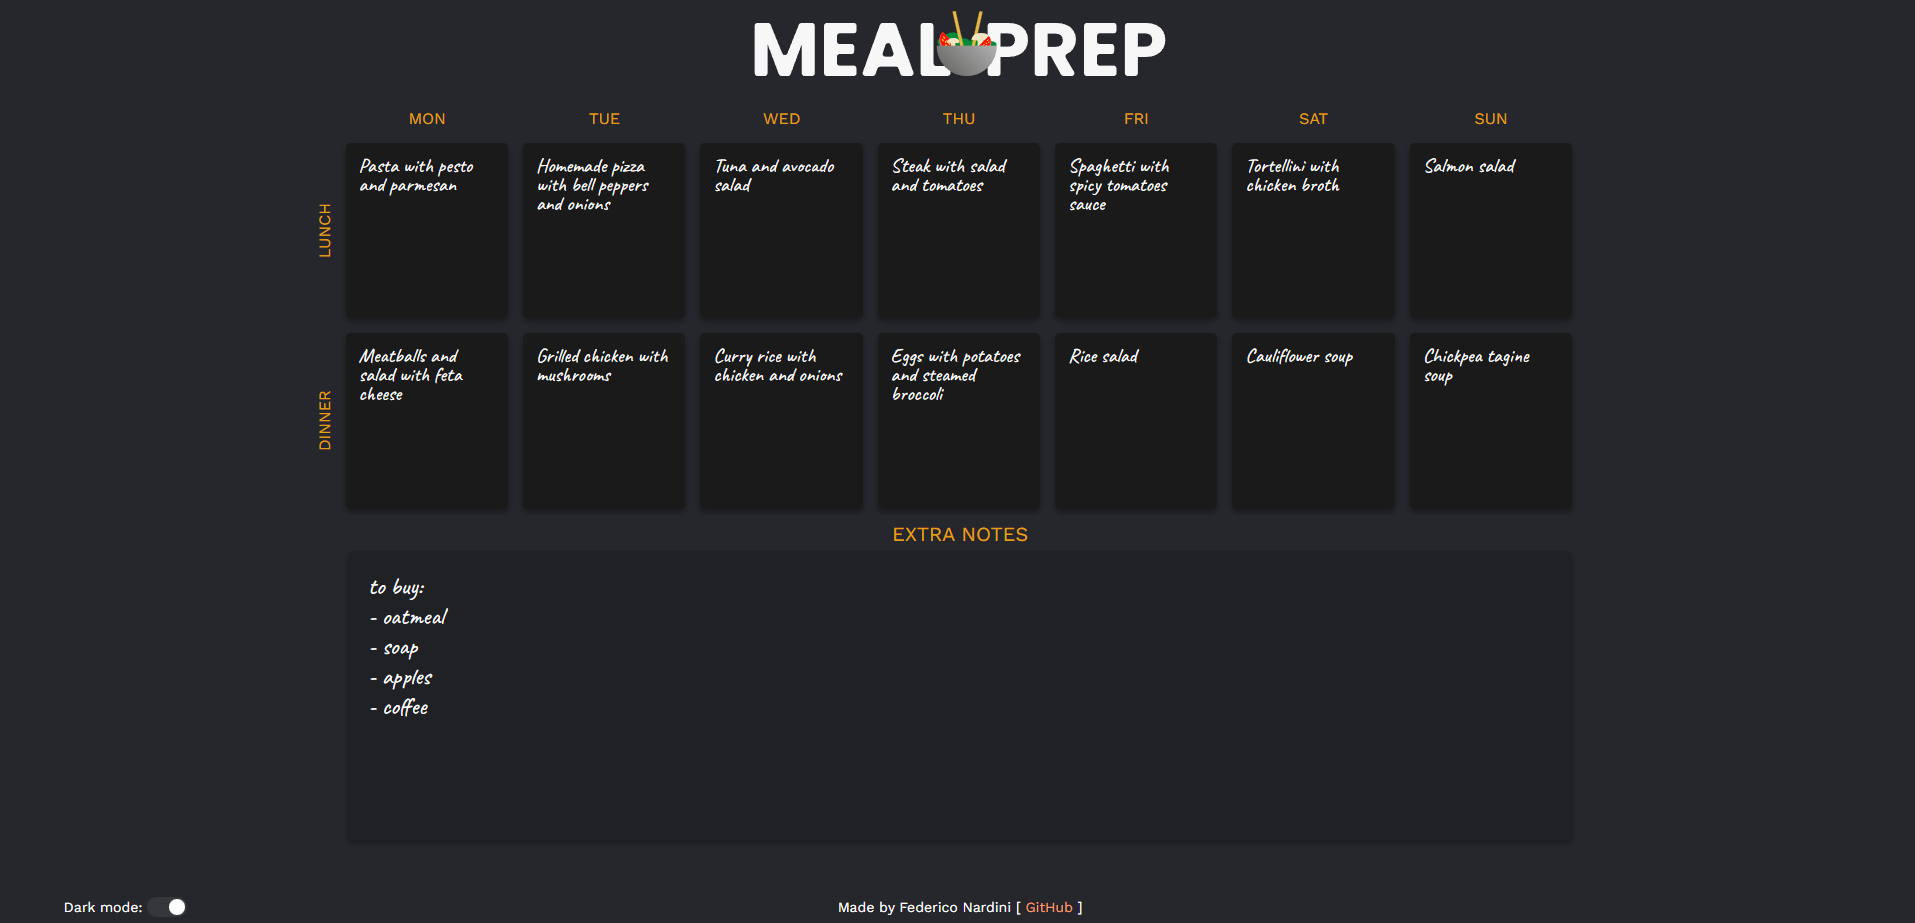 MEAL PREP
MON TUE WED THU FRI SAT SUN
LUNCH
Pasta with pesto
and parmesan
Homemade pizza
with bell peppers
and onions
Tuna and avocado
salad
Steak with salad
and tomatoes
Spaghetti with
spicy tomatoes
sauce
Tortellini with
chicken broth
Salmon salad
DINNER
Meatballs and
salad with feta
cheese
Grilled chicken with
mushrooms
Curry rice with
chicken and onions
Eggs with potatoes
and steamed
broccoli
Rice salad
Cauliflower soup
Chickpea tagine
soup
EXTRA NOTES
to buy:
- oatmeal
- soap
- apples
- coffee
Dark mode:
Made by Federico Nardini [ GitHub ]